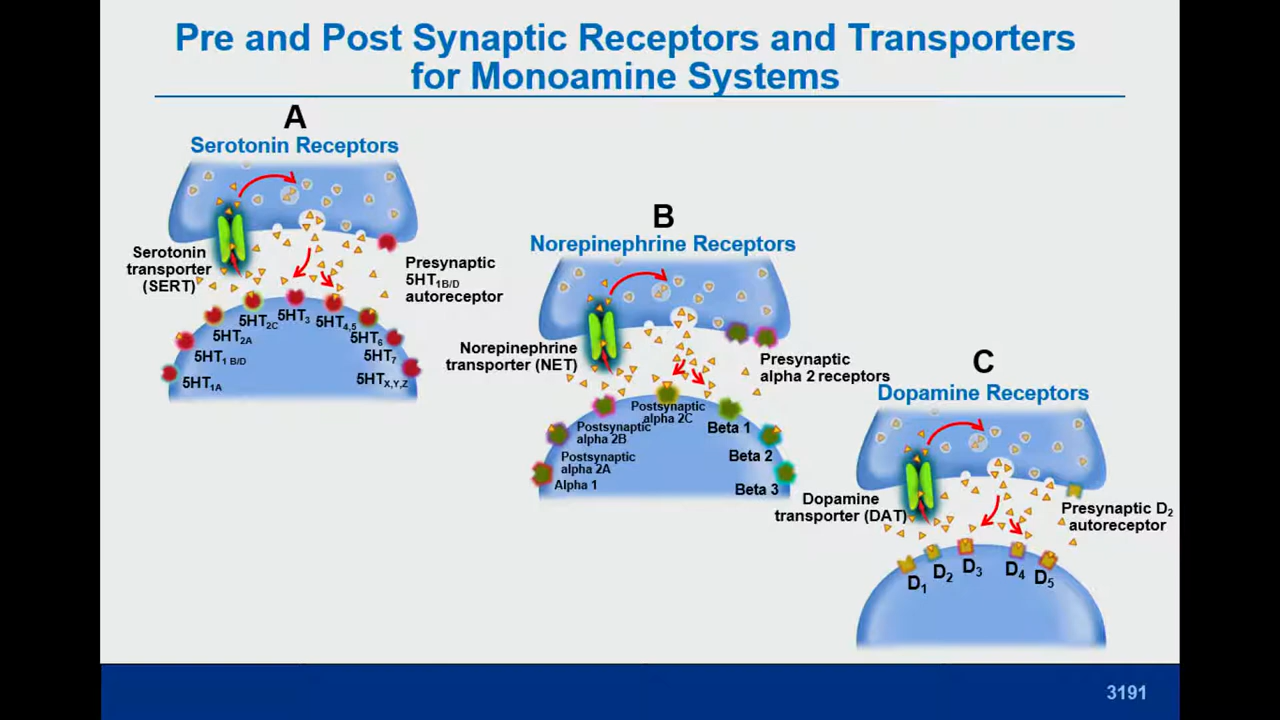 Pre and Post Synaptic Receptors and Transporters
for Monoamine Systems
A
Serotonin Receptors
Serotonin
transporter
(SERT)
Presynaptic
5HT1B/D
autoreceptor
5HT1A
5HT1 B/D
5HT2A
5HT2C
5HT3
5HT4,5
5HT6
5HT7
5HTX,Y,Z
B
Norepinephrine Receptors
Norepinephrine
transporter (NET)
Presynaptic
alpha 2 receptors
Alpha 1
Postsynaptic
alpha 2A
Postsynaptic
alpha 2B
Postsynaptic
alpha 2C
Beta 1
Beta 2
Beta 3
C
Dopamine Receptors
Dopamine
transporter (DAT)
Presynaptic D2
autoreceptor
D1
D2
D3
D4
D5
3191